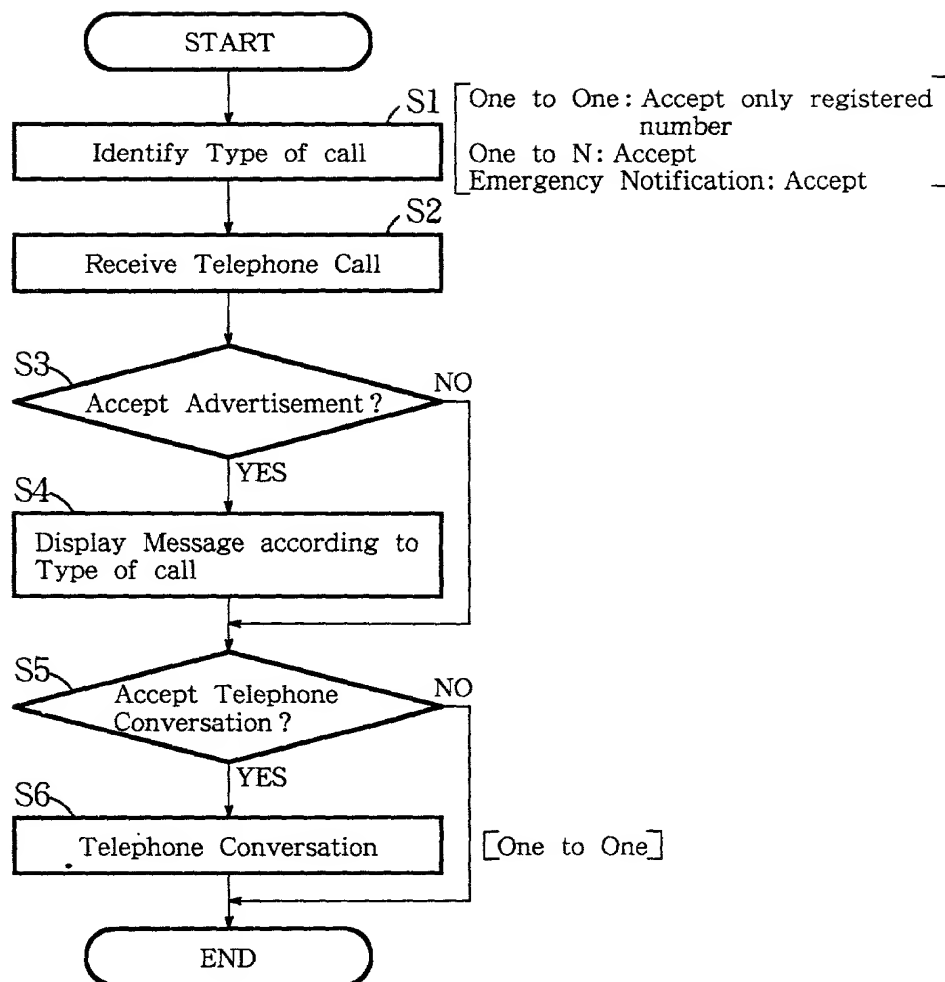 START
S1
One to One: Accept only registered
number
One to N: Accept
Emergency Notification: Accept
Identify Type of call
S2
Receive Telephone Call
S3
Accept Advertisement?
NO
YES
S4
Display Message according to
Type of call
S5
Accept Telephone
Conversation?
NO
YES
S6
Telephone Conversation
[One to One]
END